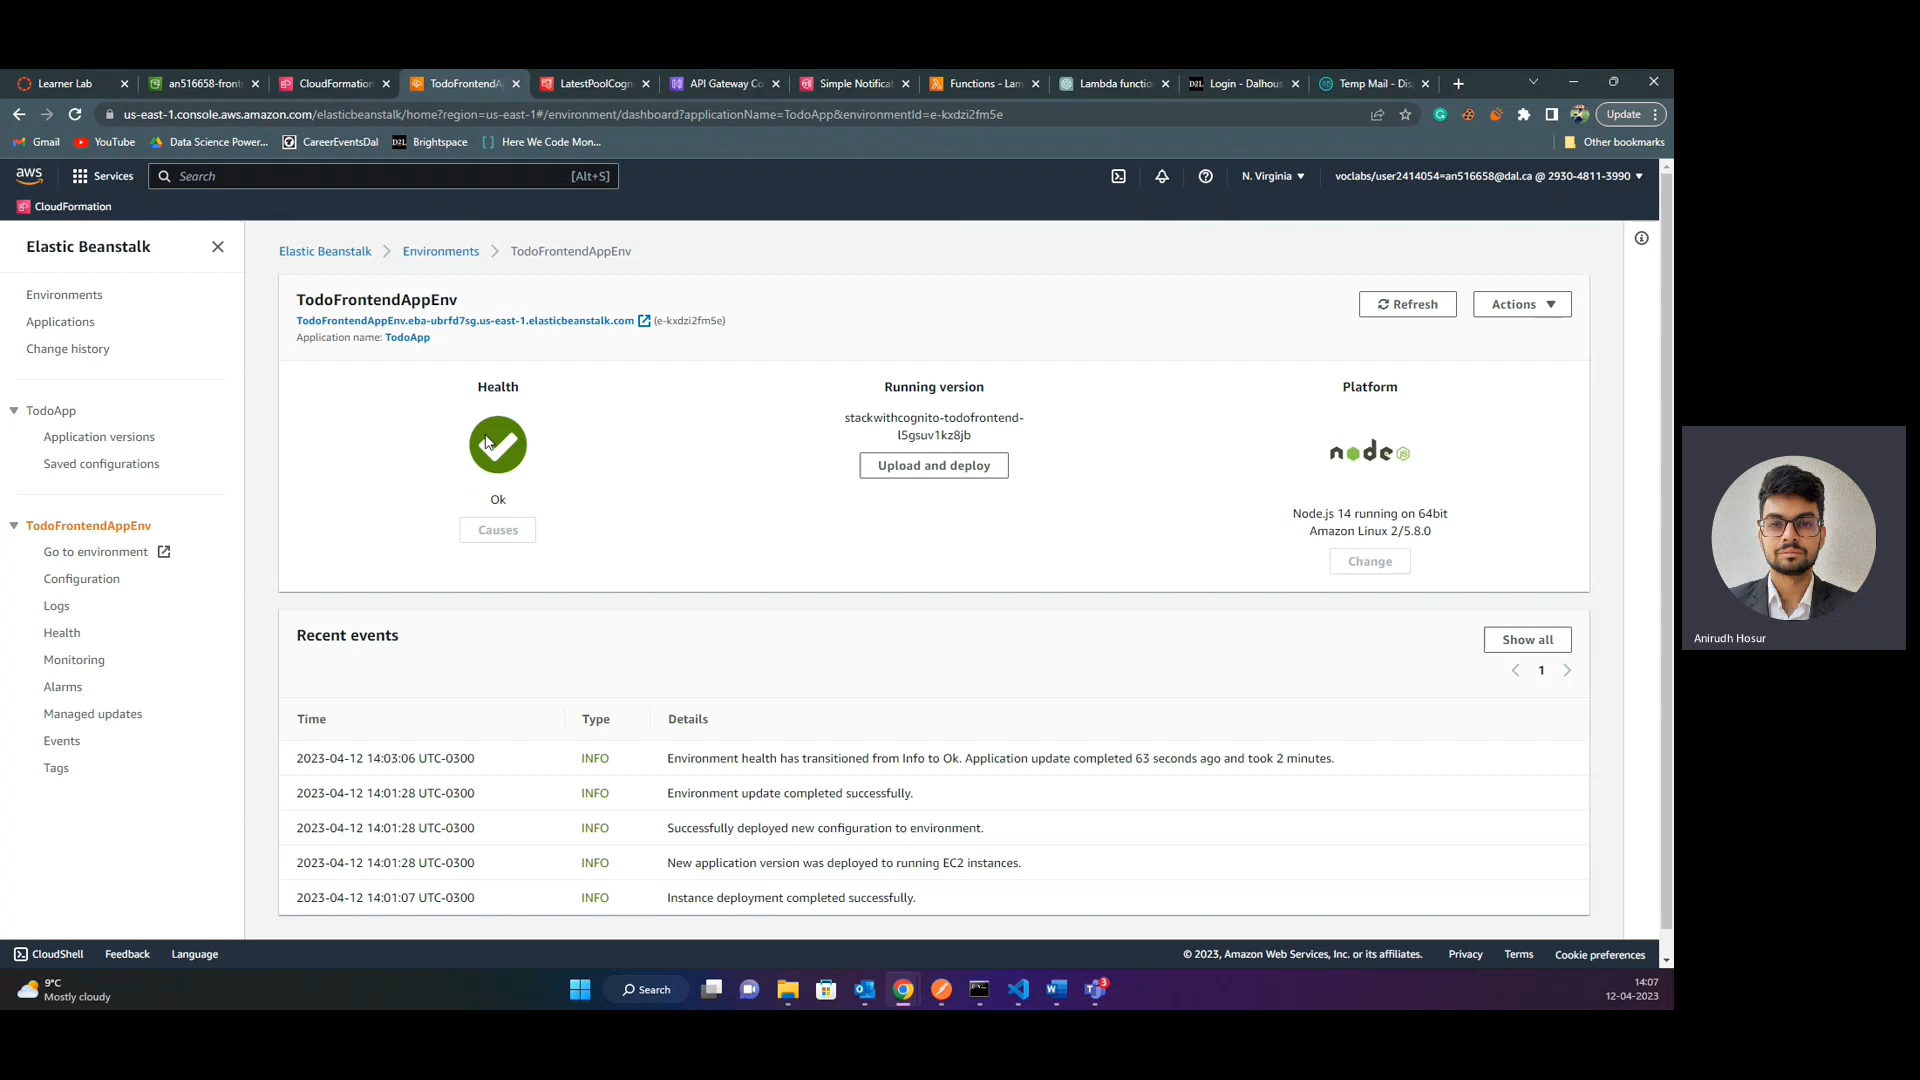 Learner Lab
an516658-front
CloudFormation
TodoFrontendA
LatestPoolCogn
API Gateway Co
Simple Notificat
Functions - Lam
Lambda functio
Login - Dalhous
Temp Mail - Dis
us-east-1.console.aws.amazon.com/elasticbeanstalk/home?region=us-east-1#/environment/dashboard?applicationName=TodoApp&environmentId=e-kxdzi2fm5e
Update
Gmail
YouTube
Data Science Power...
CareerEventsDal
D2L
Brightspace
Here We Code Mon...
Other bookmarks
aws
Services
Search
[Alt+S]
N. Virginia
voclabs/user2414054=an516658@dal.ca @ 2930-4811-3990
CloudFormation
Elastic Beanstalk
Environments
Applications
Change history
TodoApp
Application versions
Saved configurations
TodoFrontendAppEnv
Go to environment
Configuration
Logs
Health
Monitoring
Alarms
Managed updates
Events
Tags
Elastic Beanstalk
Environments
TodoFrontendAppEnv
TodoFrontendAppEnv
TodoFrontendAppEnv.eba-ubrfd7sg.us-east-1.elasticbeanstalk.com (e-kxdzi2fm5e)
Application name: TodoApp
Refresh
Actions
Health
Ok
Causes
Running version
stackwithcognito-todofrontend-
l5gsuv1kz8jb
Upload and deploy
Platform
node
JS
Node.js 14 running on 64bit
Amazon Linux 2/5.8.0
Change
Recent events
Show all
1
Time Type Details
2023-04-12 14:03:06 UTC-0300 INFO Environment health has transitioned from Info to Ok. Application update completed 63 seconds ago and took 2 minutes.
2023-04-12 14:01:28 UTC-0300 INFO Environment update completed successfully.
2023-04-12 14:01:28 UTC-0300 INFO Successfully deployed new configuration to environment.
2023-04-12 14:01:28 UTC-0300 INFO New application version was deployed to running EC2 instances.
2023-04-12 14:01:07 UTC-0300 INFO Instance deployment completed successfully.
CloudShell
Feedback
Language
© 2023, Amazon Web Services, Inc. or its affiliates.
Privacy
Terms
Cookie preferences
9°C
Mostly cloudy
Search
3
14:07
12-04-2023
Anirudh Hosur